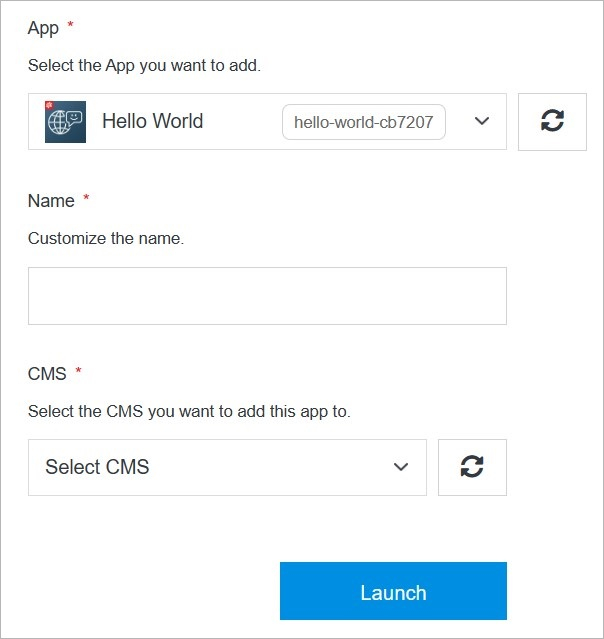 App *
Select the App you want to add.
Hello World hello-world-cb7207
Name *
Customize the name.
CMS *
Select the CMS you want to add this app to.
Select CMS
Launch